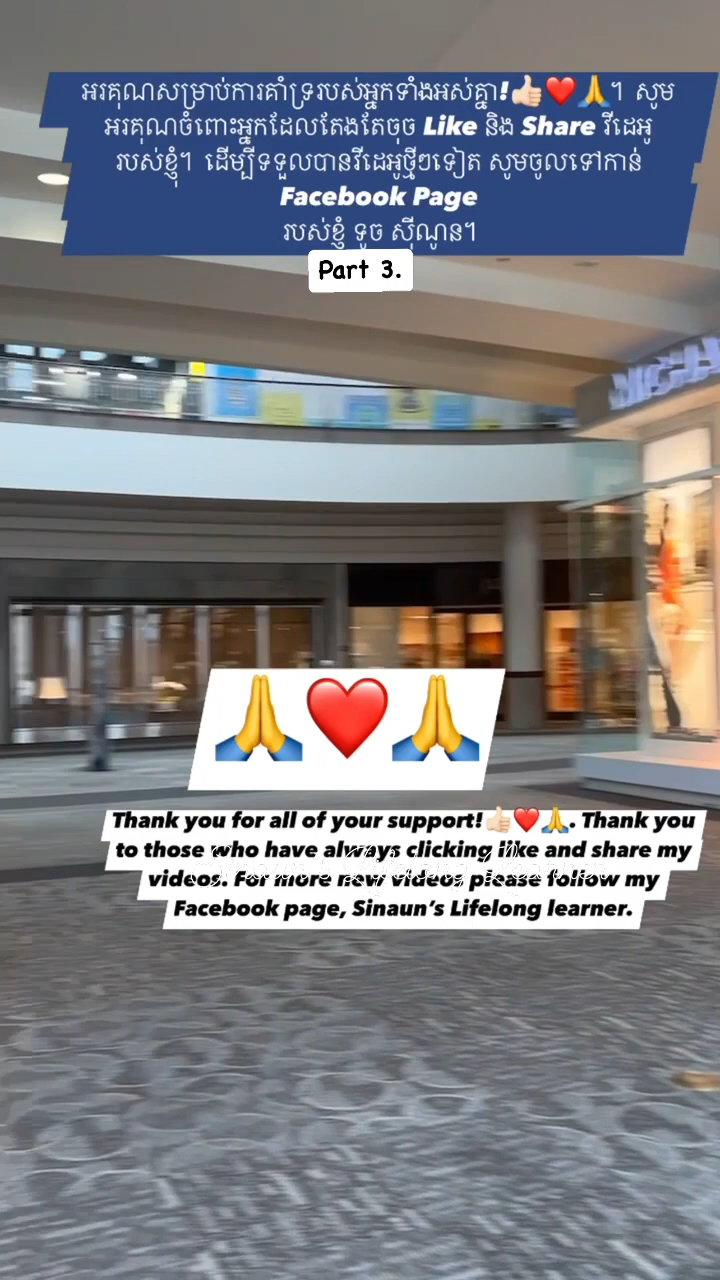 អរគុណសម្រាប់ការគាំទ្ររបស់អ្នកទាំងអស់គ្នា!👍🏻❤️🙏។ សូម
អរគុណចំពោះអ្នកដែលតែងតែចុច Like និង Share វីដេអូ
របស់ខ្ញុំ។ ដើម្បីទទួលបានវីដេអូថ្មីៗទៀត សូមចូលទៅកាន់
Facebook Page
របស់ខ្ញុំ ទូច ស៊ីណូន។
Part 3.
🙏❤️🙏
Thank you for all of your support!👍🏻❤️🙏. Thank you
to those who have always clicking like and share my
videos. For more new videos please follow my
Facebook page, Sinaun's Lifelong learner.